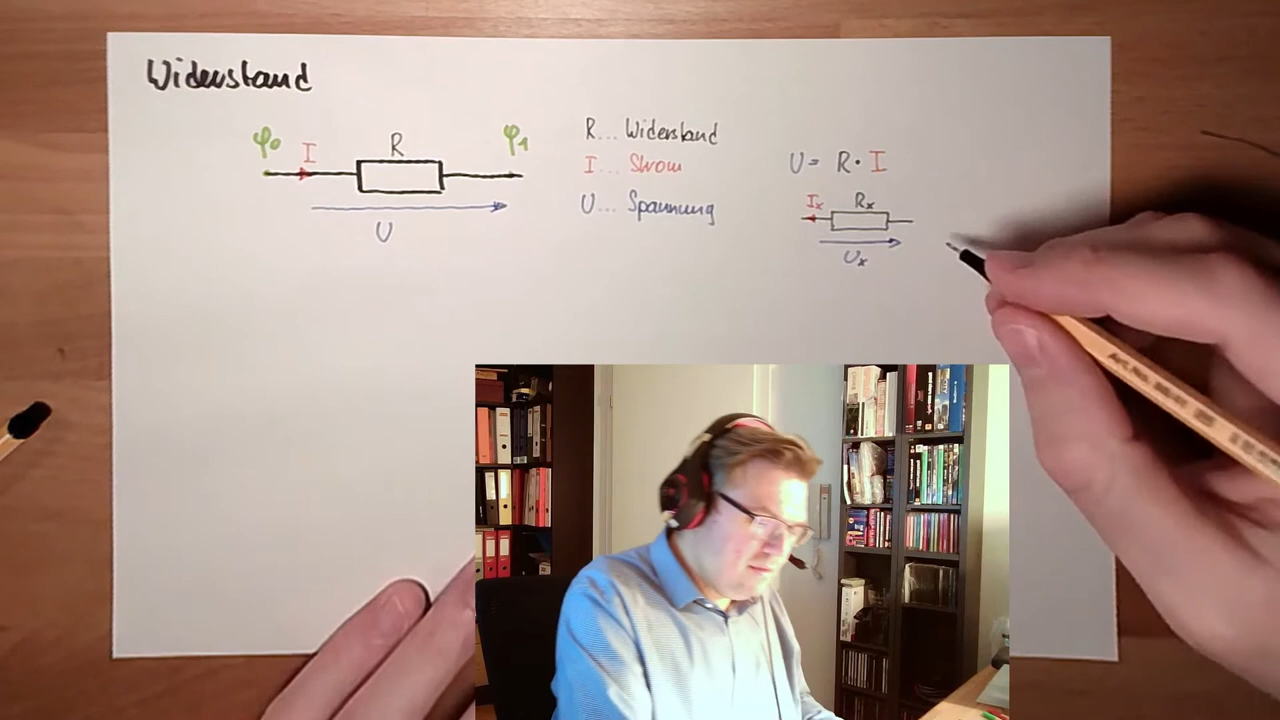 Widerstand
φ0 I R φ1
U
R... Widerstand
I... Strom
U... Spannung
U = R · I
Ix Rx
Ux